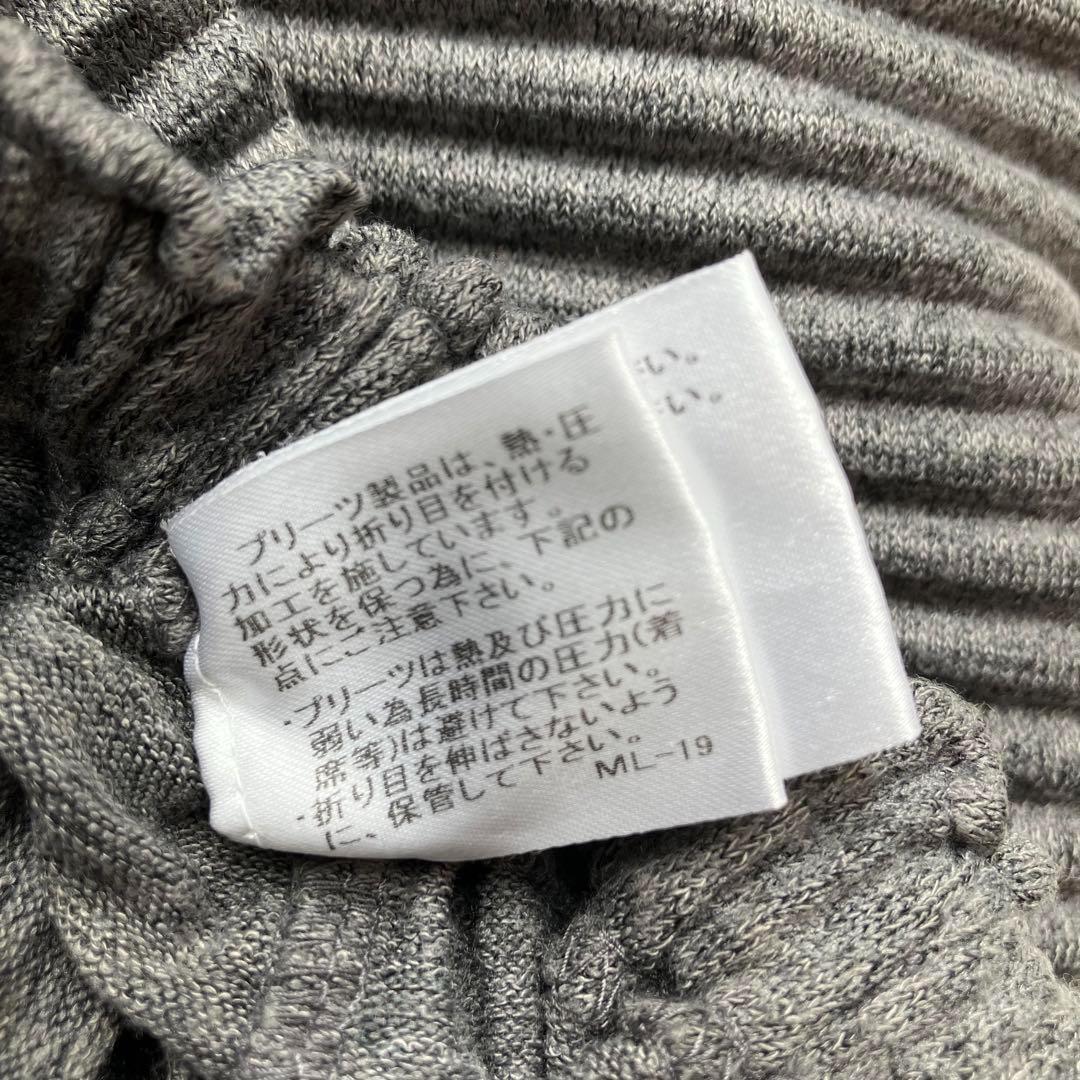 プリーツ製品は、熱・圧
力により折り目を付ける
加工を施しています。
形状を保つ為に、下記の
点にご注意下さい。
・プリーツは熱及び圧力に
弱い為長時間の圧力(着
席等)は避けて下さい。
・折り目を伸ばさないよう
に、保管して下さい。
ML-19
さい。
さい。